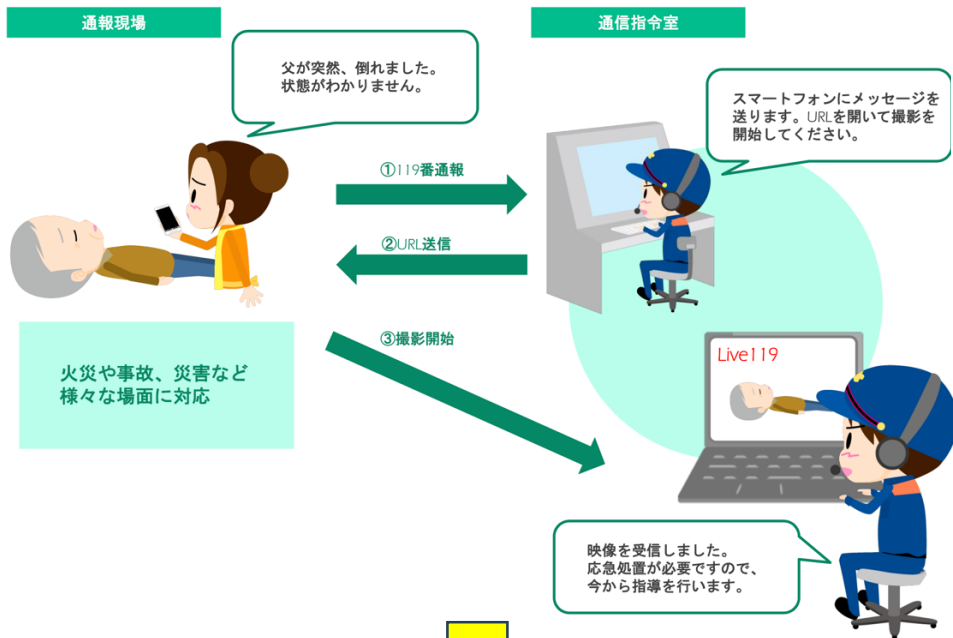 通報現場
通信指令室
父が突然、倒れました。
状態がわかりません。
スマートフォンにメッセージを
送ります。URLを開いて撮影を
開始してください。
①119番通報
②URL送信
③撮影開始
火災や事故、災害など
様々な場面に対応
Live119
映像を受信しました。
応急処置が必要ですので、
今から指導を行います。